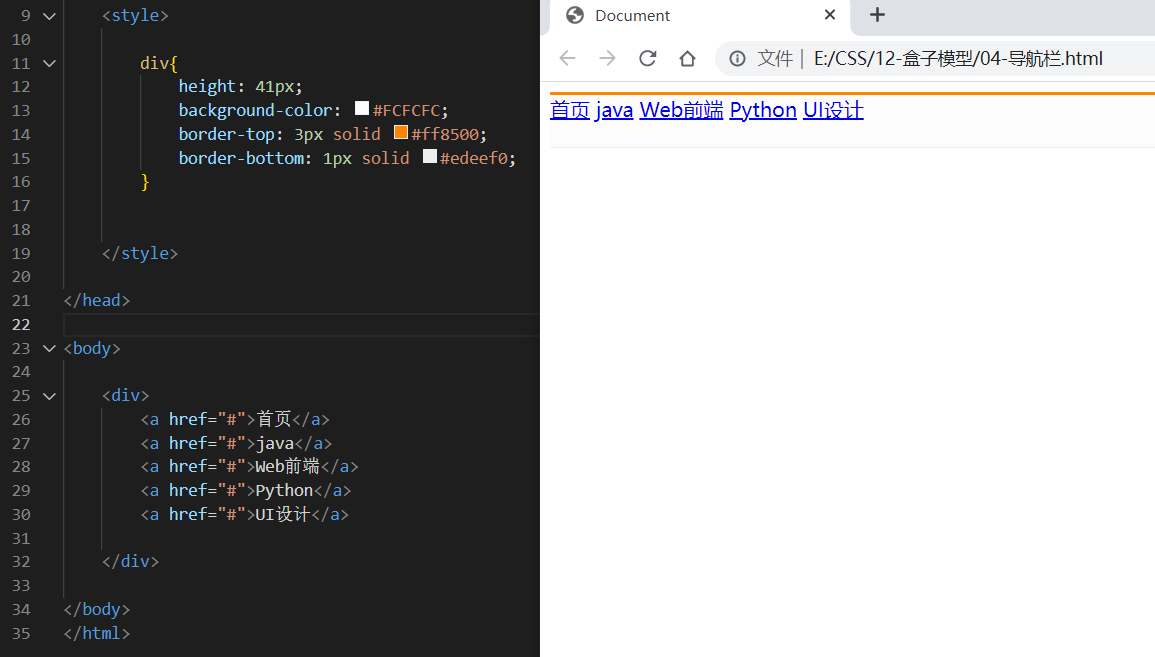 9 <style>
10
11 div{
12 height: 41px;
13 background-color: #FCFCFC;
14 border-top: 3px solid #ff8500;
15 border-bottom: 1px solid #edeef0;
16 }
17
18
19 </style>
20
21 </head>
22
23 <body>
24
25 <div>
26 <a href="#">首页</a>
27 <a href="#">java</a>
28 <a href="#">Web前端</a>
29 <a href="#">Python</a>
30 <a href="#">UI设计</a>
31
32 </div>
33
34 </body>
35 </html>
Document
文件 | E:/CSS/12-盒子模型/04-导航栏.html
首页 java Web前端 Python UI设计